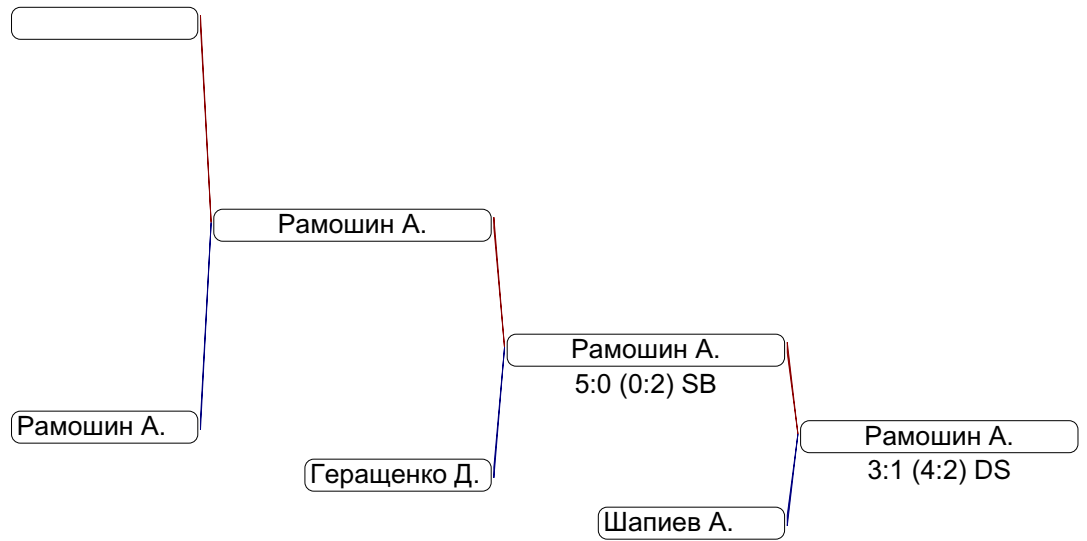 Рамошин А.
Рамошин А.
5:0 (0:2) SB
Рамошин А.
Рамошин А.
3:1 (4:2) DS
Геращенко Д.
Шапиев А.